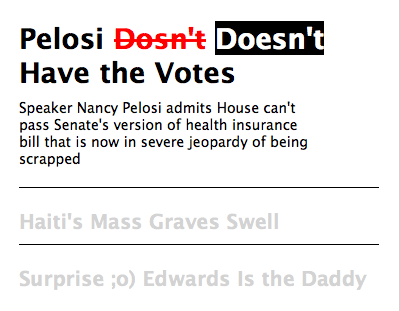 Pelosi Dosn't Doesn't
Have the Votes
Speaker Nancy Pelosi admits House can't
pass Senate's version of health insurance
bill that is now in severe jeopardy of being
scrapped
Haiti's Mass Graves Swell
Surprise ;o) Edwards Is the Daddy